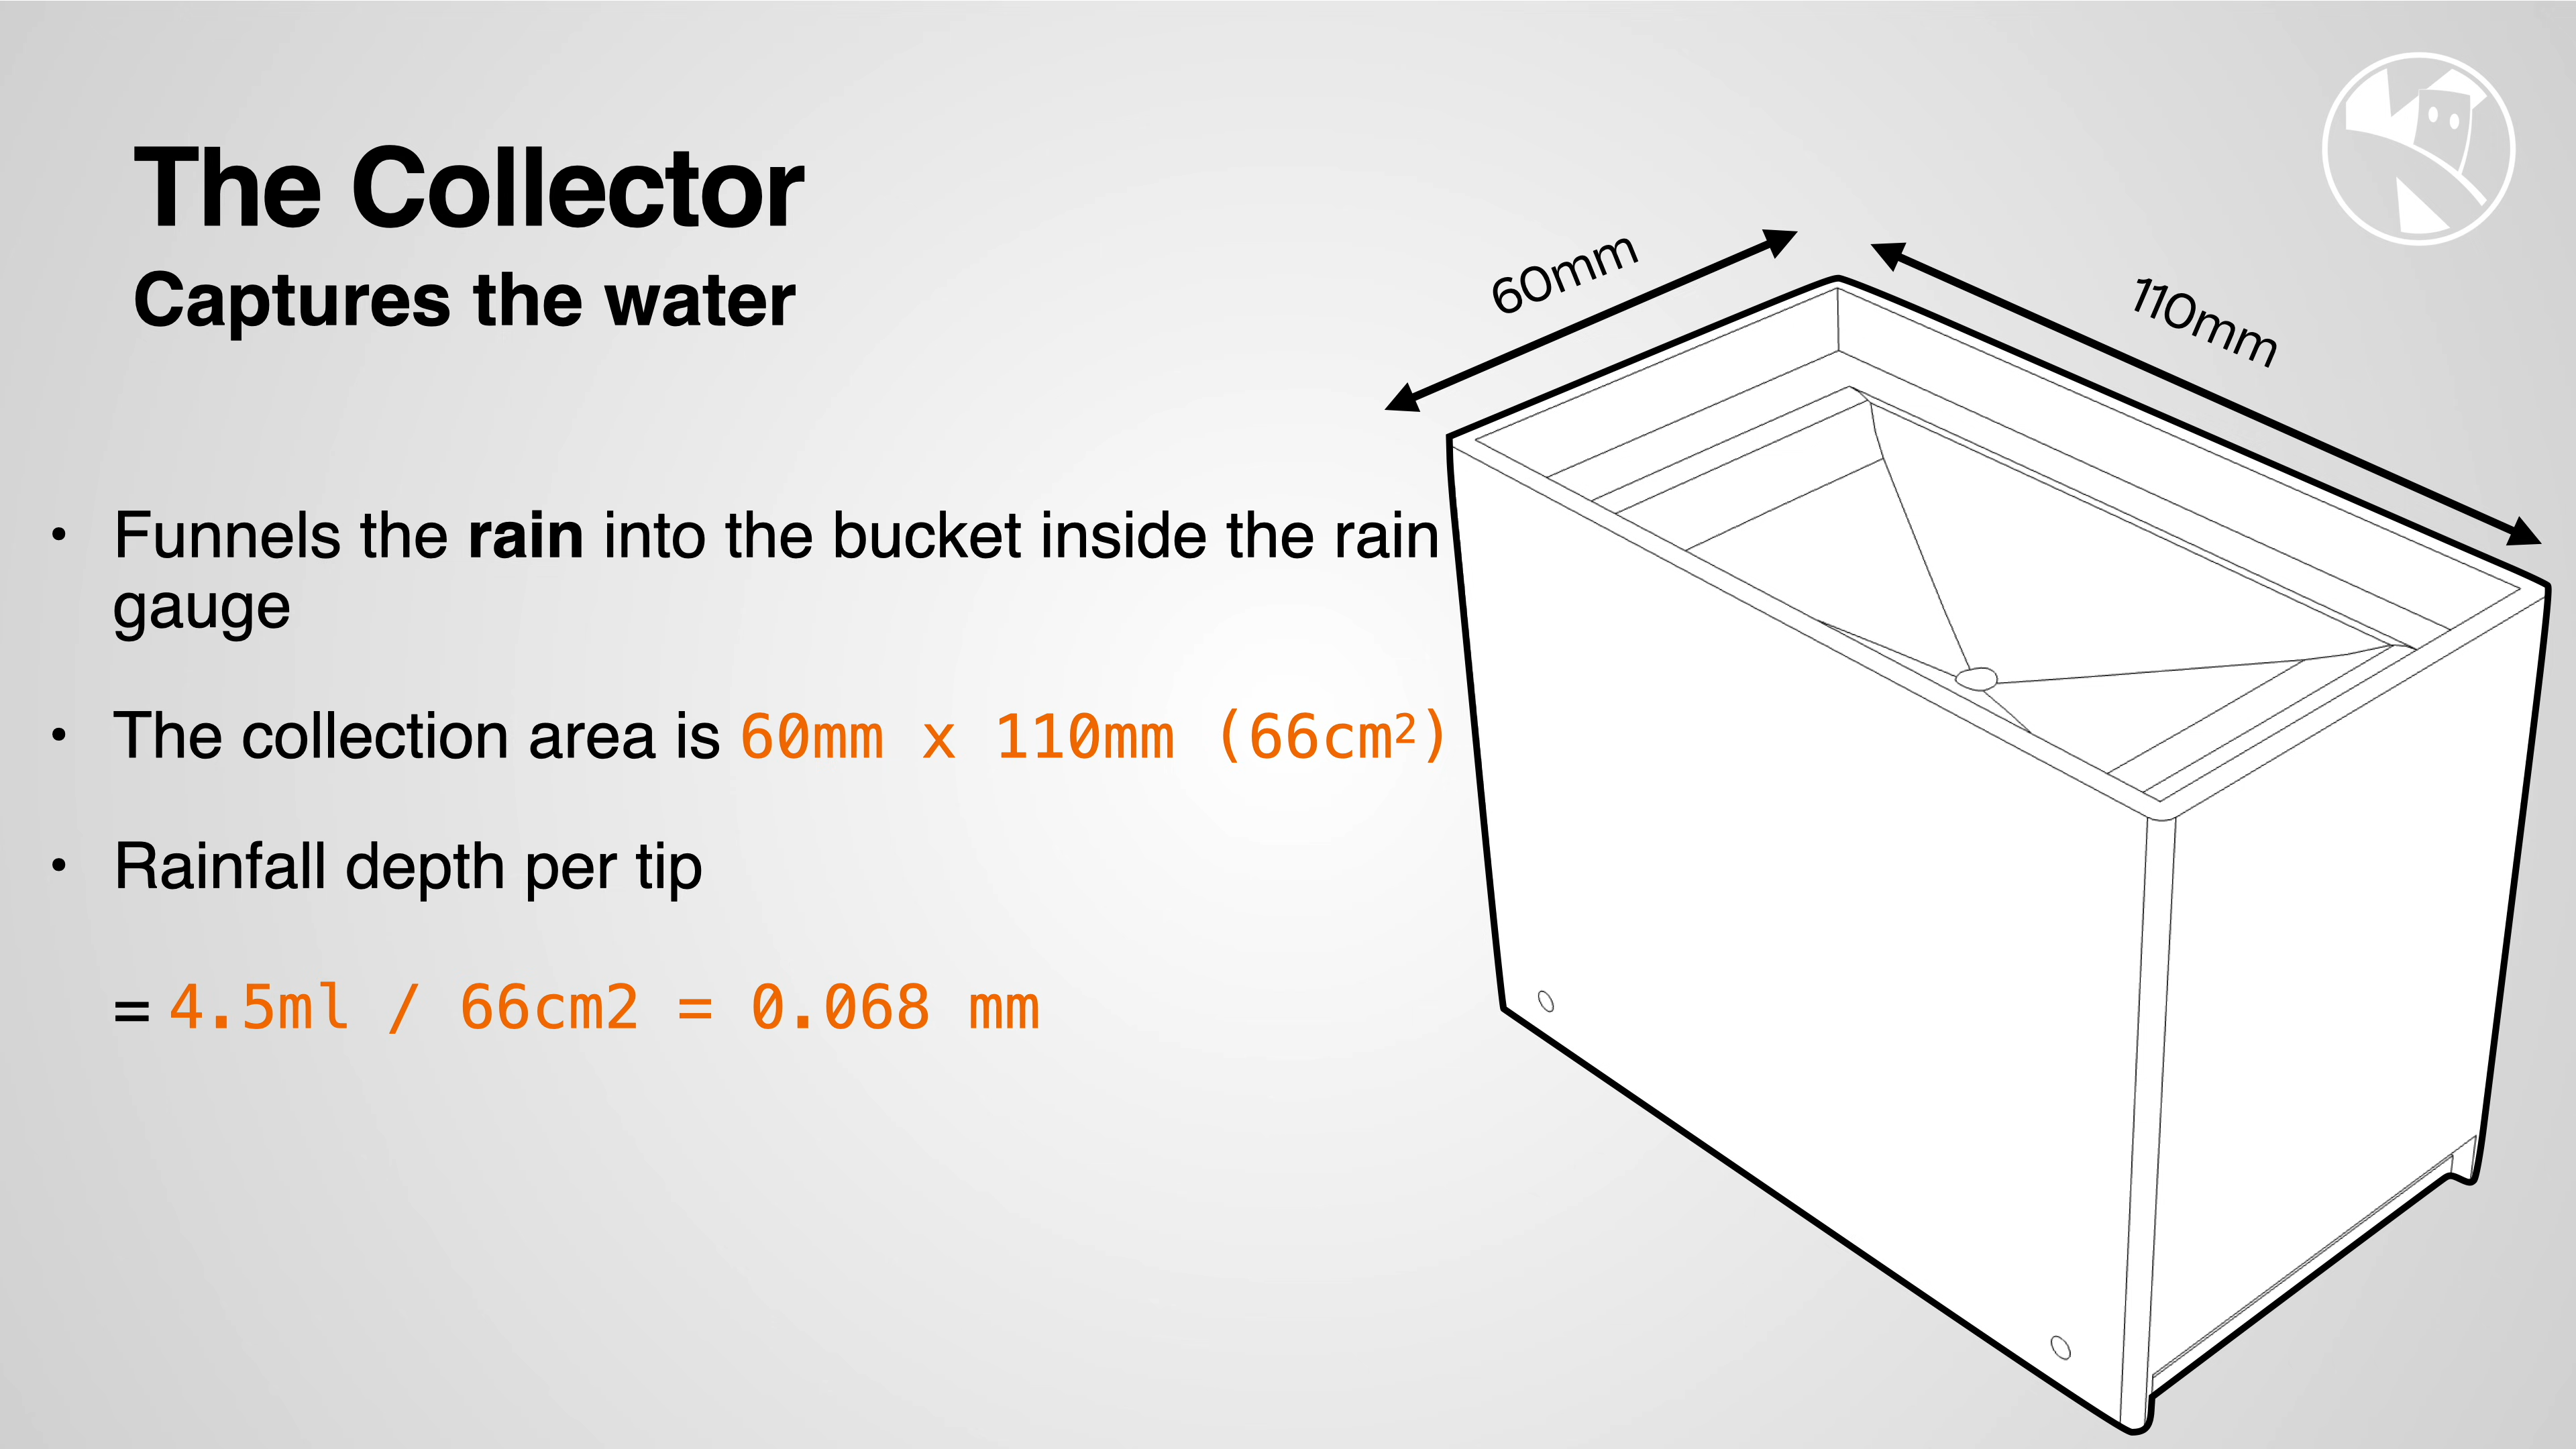 The Collector
Captures the water
60mm
110mm
• Funnels the rain into the bucket inside the rain
gauge
• The collection area is 60mm x 110mm (66cm²)
• Rainfall depth per tip
= 4.5ml / 66cm2 = 0.068 mm